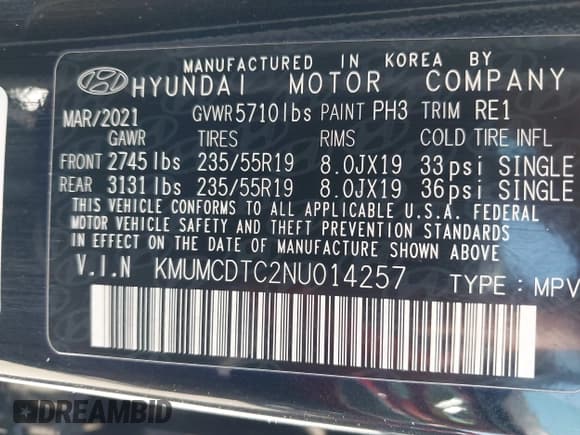 MANUFACTURED IN KOREA BY
HYUNDAI MOTOR COMPANY
MAR/2021 GVWR 5710lbs PAINT PH3 TRIM RE1
GAWR TIRES RIMS COLD TIRE INFL
FRONT 2745lbs 235/55R19 8.0JX19 33psi SINGLE
REAR 3131lbs 235/55R19 8.0JX19 36psi SINGLE
THIS VEHICLE CONFORMS TO ALL APPLICABLE U.S.A. FEDERAL
MOTOR VEHICLE SAFETY AND THEFT PREVENTION STANDARDS
IN EFFECT ON THE DATE OF MANUFACTURE SHOWN ABOVE.
V.I.N KMUMCDTC2NU014257 TYPE : MPV
DREAMBID